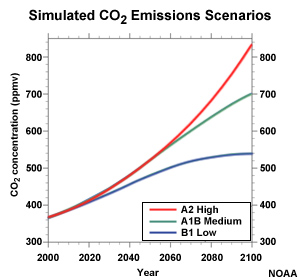 Simulated CO2 Emissions Scenarios
CO2 concentration (ppmv)
800 800
700 700
600 600
500 500
400 400
300 300
A2 High
A1B Medium
B1 Low
2000 2020 2040 2060 2080 2100
Year
NOAA